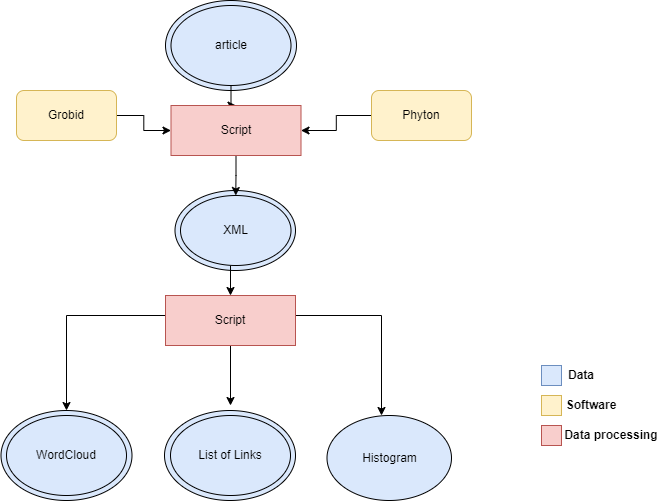 article
Grobid
Script
Phyton
XML
Script
WordCloud
List of Links
Histogram
Data
Software
Data processing